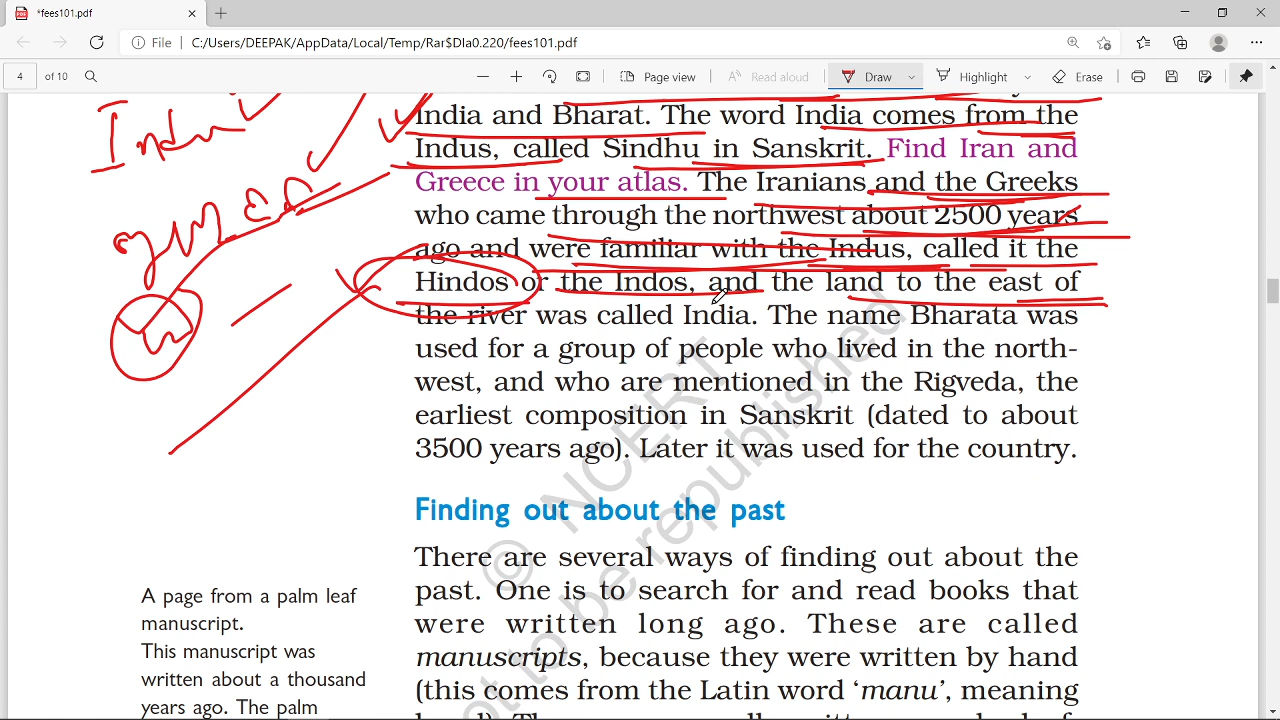 *fees101.pdf
File
C:/Users/DEEPAK/AppData/Local/Temp/Rar$DIa0.220/fees101.pdf
4 of 10
Page view
Read aloud
Draw
Highlight
Erase
India and Bharat. The word India comes from the
Indus, called Sindhu in Sanskrit. Find Iran and
Greece in your atlas. The Iranians and the Greeks
who came through the northwest about 2500 years
ago and were familiar with the Indus, called it the
Hindos or the Indos, and the land to the east of
the river was called India. The name Bharata was
used for a group of people who lived in the north-
west, and who are mentioned in the Rigveda, the
earliest composition in Sanskrit (dated to about
3500 years ago). Later it was used for the country.
© NCERT
not to be republished
Finding out about the past
There are several ways of finding out about the
past. One is to search for and read books that
were written long ago. These are called
manuscripts, because they were written by hand
(this comes from the Latin word ‘manu’, meaning
A page from a palm leaf
manuscript.
This manuscript was
written about a thousand
years ago. The palm